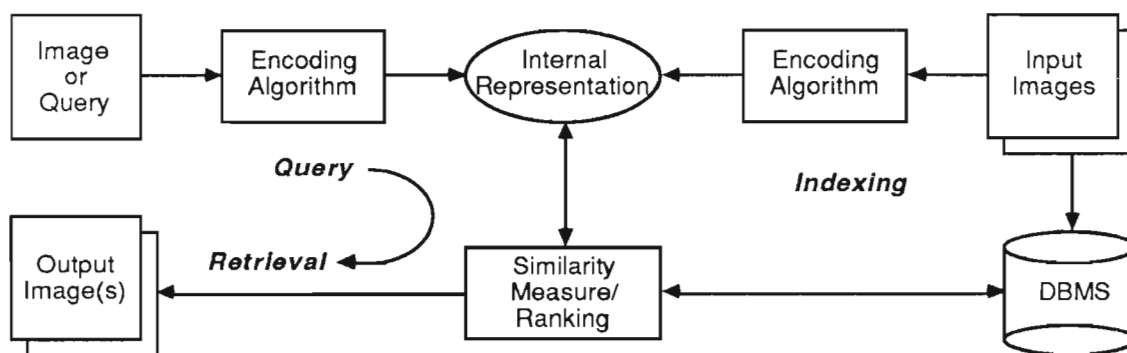 Image
or
Query
Encoding
Algorithm
Internal
Representation
Encoding
Algorithm
Input
Images
Query
Indexing
Retrieval
Output
Image(s)
Similarity
Measure/
Ranking
DBMS